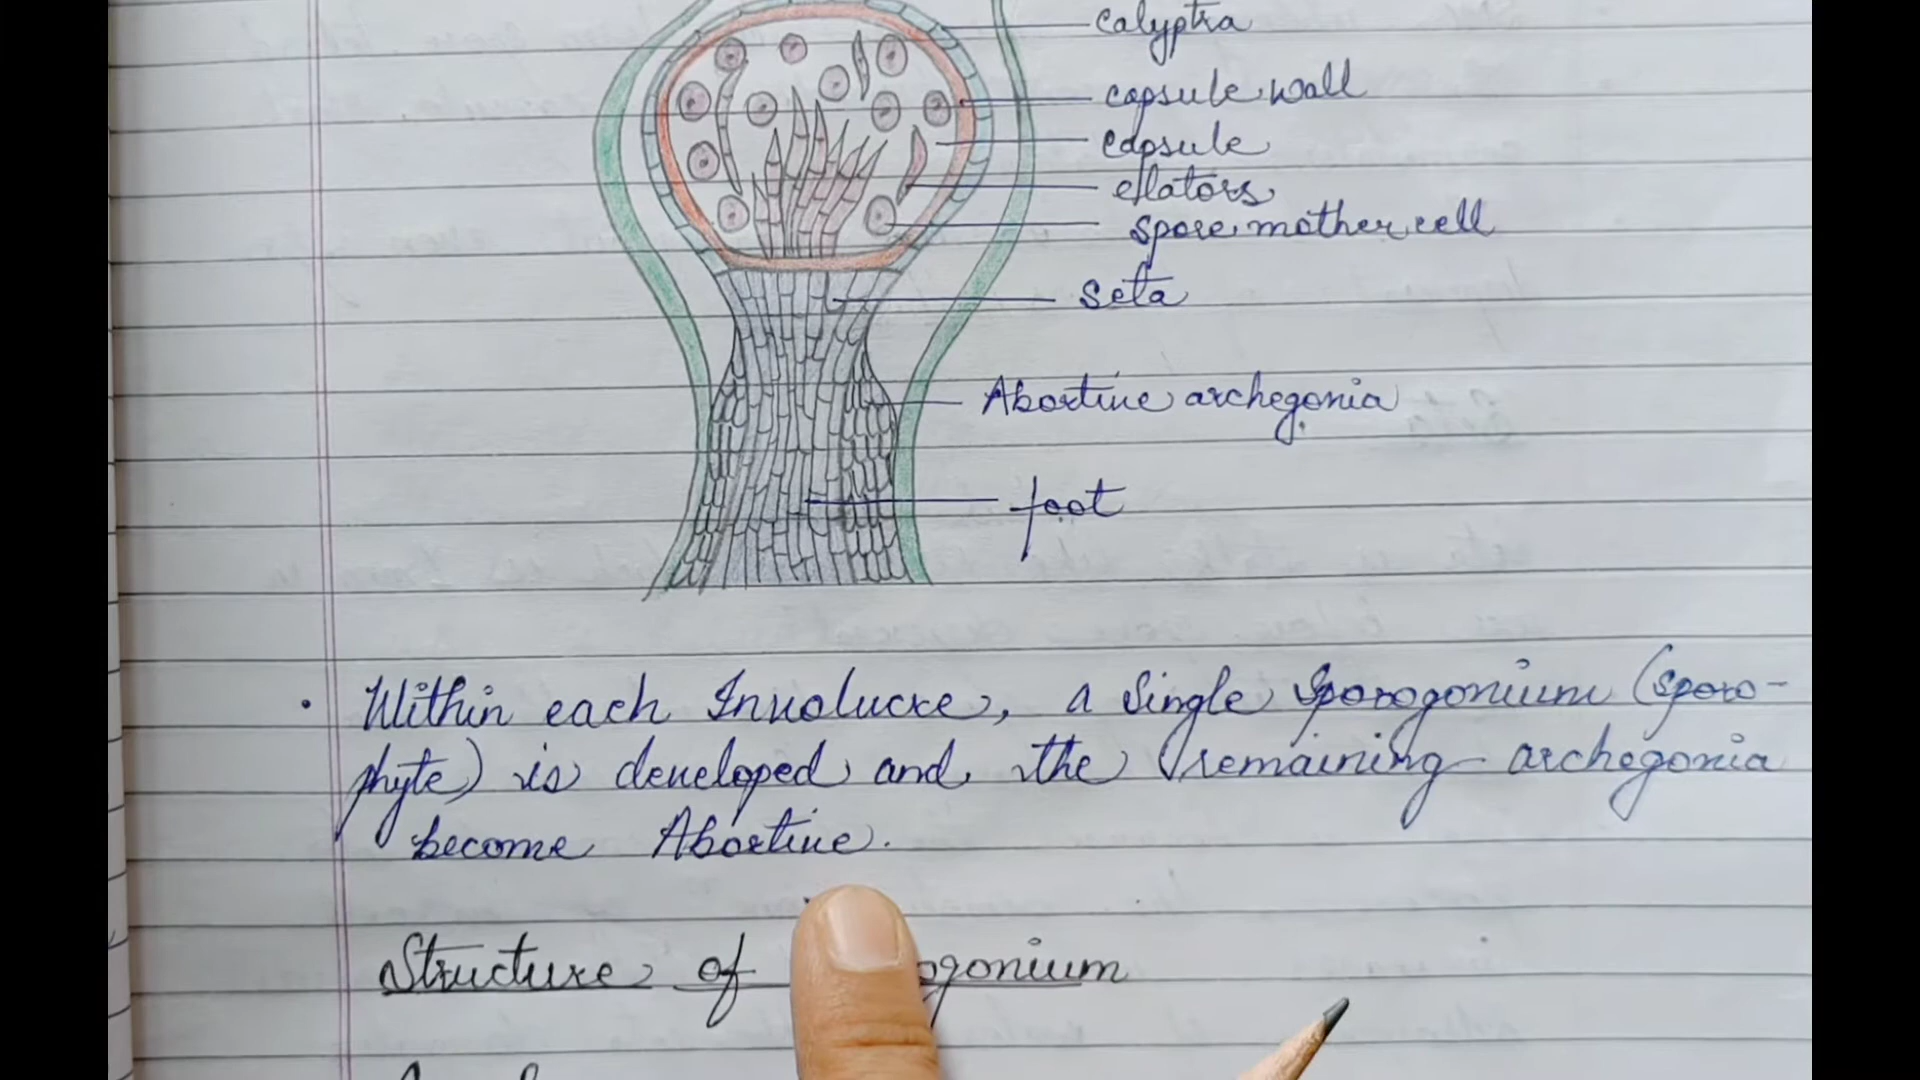 calyptra
capsule wall
capsule
ellators
spore mother cell
seta
Abortive archegonia
foot
• Within each Involucre, a single sporogonium (sporo-
phyte) is developed and the remaining archegonia
become Abortive.
Structure of